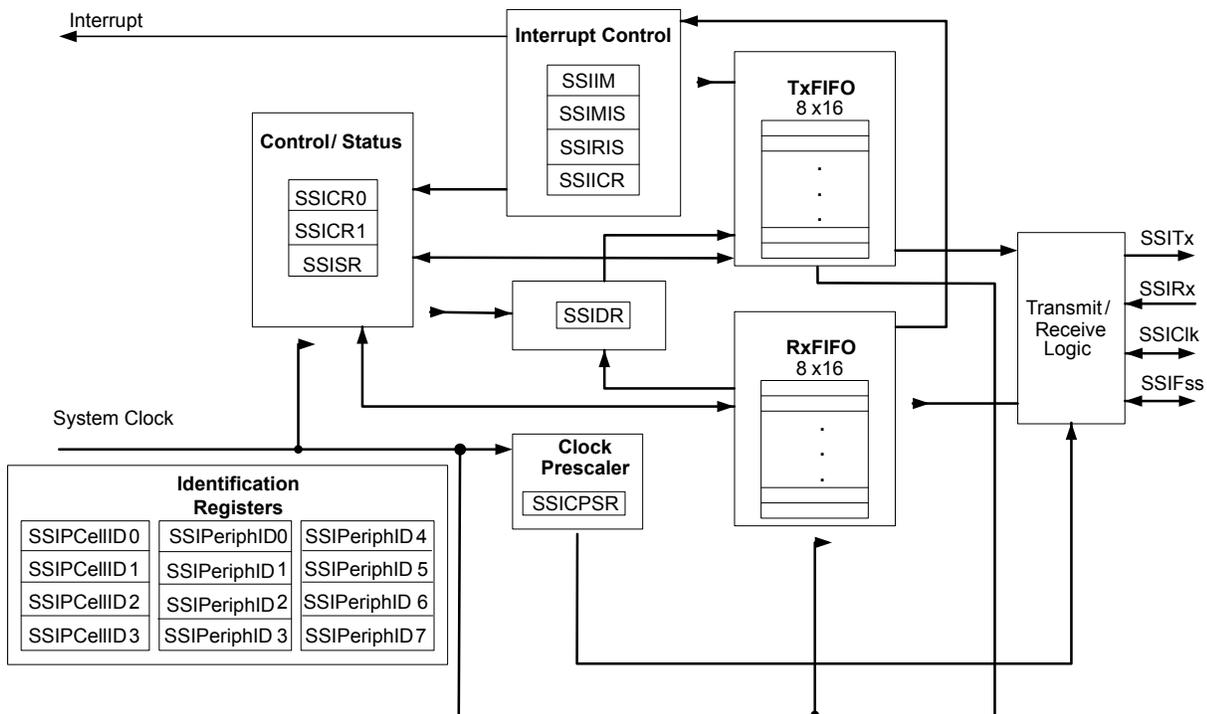 Interrupt
Interrupt Control
SSIIM
SSIMIS
SSIRIS
SSIICR
TxFIFO
8 x16
.
.
.
Control/ Status
SSICR0
SSICR1
SSISR
SSIDR
RxFIFO
8 x16
.
.
.
Transmit/
Receive
Logic
SSITx
SSIRx
SSIClk
SSIFss
System Clock
Clock
Prescaler
SSICPSR
Identification
Registers
SSIPCellID0 SSIPeriphID0 SSIPeriphID4
SSIPCellID1 SSIPeriphID1 SSIPeriphID5
SSIPCellID2 SSIPeriphID2 SSIPeriphID6
SSIPCellID3 SSIPeriphID3 SSIPeriphID7